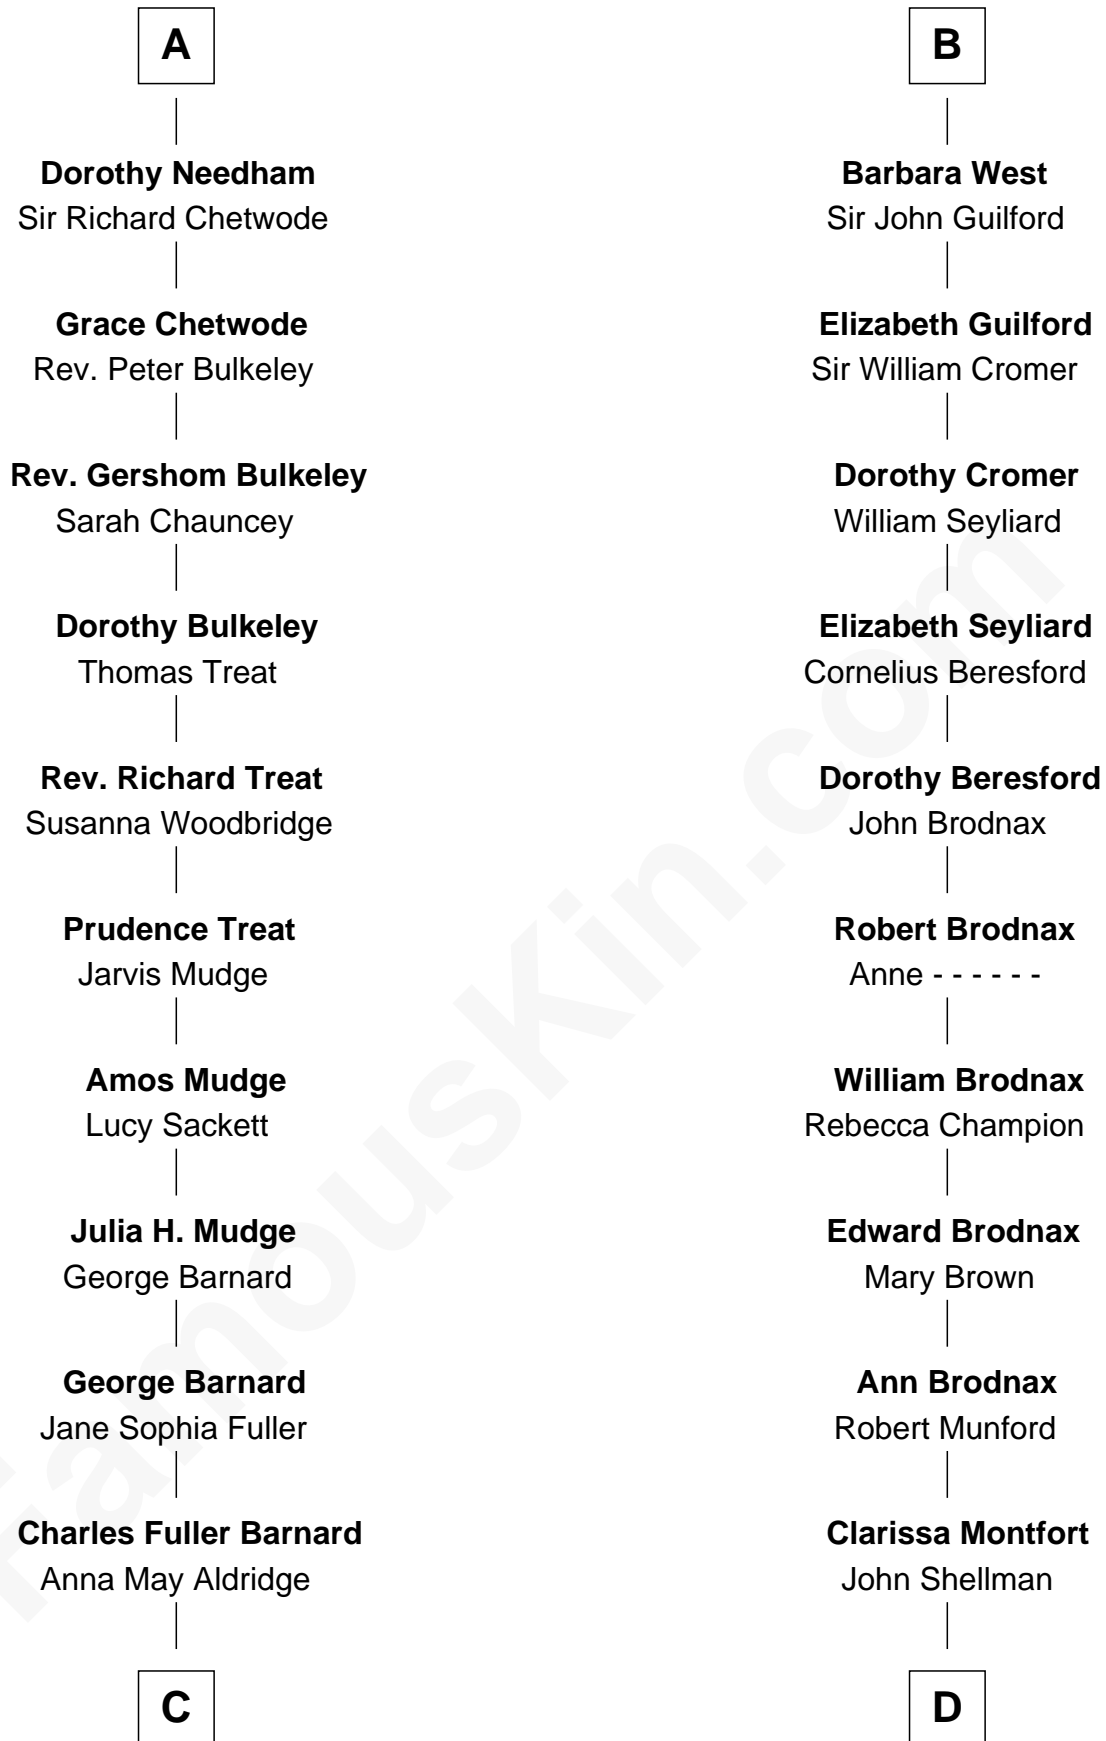 A
Dorothy Needham
Sir Richard Chetwode
Grace Chetwode
Rev. Peter Bulkeley
Rev. Gershom Bulkeley
Sarah Chauncey
Dorothy Bulkeley
Thomas Treat
Rev. Richard Treat
Susanna Woodbridge
Prudence Treat
Jarvis Mudge
Amos Mudge
Lucy Sackett
Julia H. Mudge
George Barnard
George Barnard
Jane Sophia Fuller
Charles Fuller Barnard
Anna May Aldridge
C
B
Barbara West
Sir John Guilford
Elizabeth Guilford
Sir William Cromer
Dorothy Cromer
William Seyliard
Elizabeth Seyliard
Cornelius Beresford
Dorothy Beresford
John Brodnax
Robert Brodnax
Anne - - - - - -
William Brodnax
Rebecca Champion
Edward Brodnax
Mary Brown
Ann Brodnax
Robert Munford
Clarissa Montfort
John Shellman
D
FamousKin.com